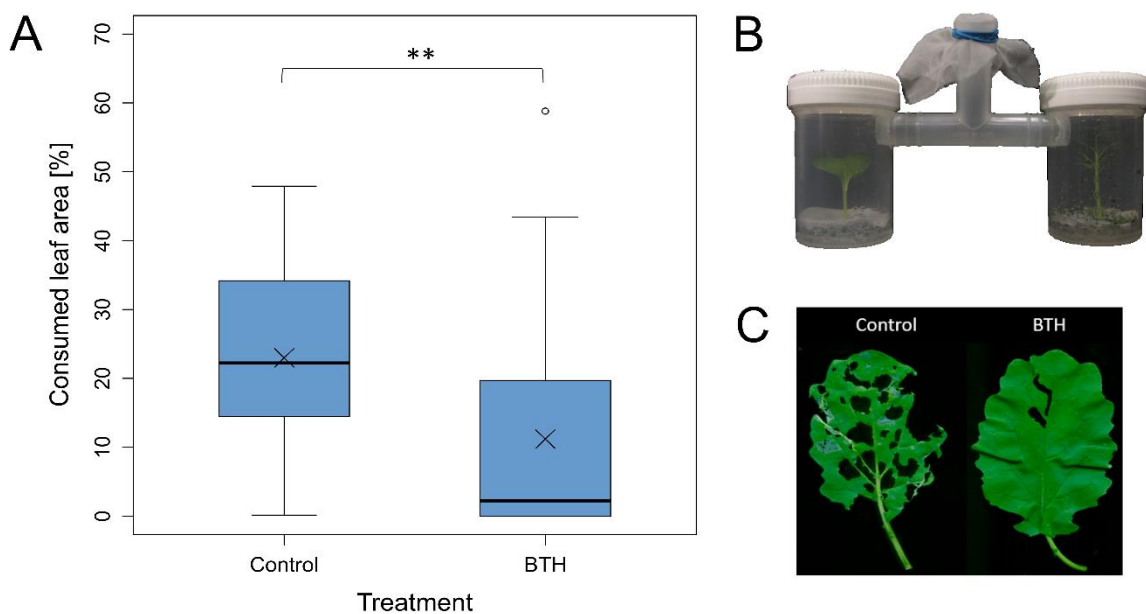 A
Consumed leaf area [%]
70
60
50
40
30
20
10
0
**
Control
BTH
Treatment
B
C
Control
BTH